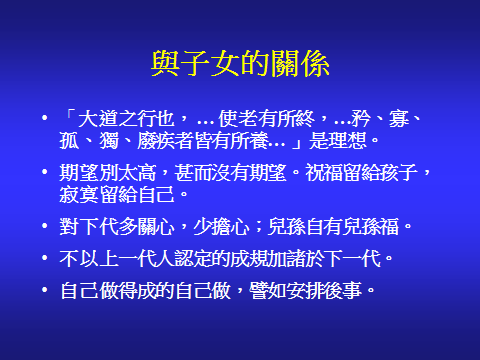 與子女的關係
• 「大道之行也，… 使老有所終，…矜、寡、
孤、獨、廢疾者皆有所養… 」是理想。
• 期望別太高，甚而沒有期望。祝福留給孩子，
寂寞留給自己。
• 對下代多關心，少擔心；兒孫自有兒孫福。
• 不以上一代人認定的成規加諸於下一代。
• 自己做得成的自己做，譬如安排後事。